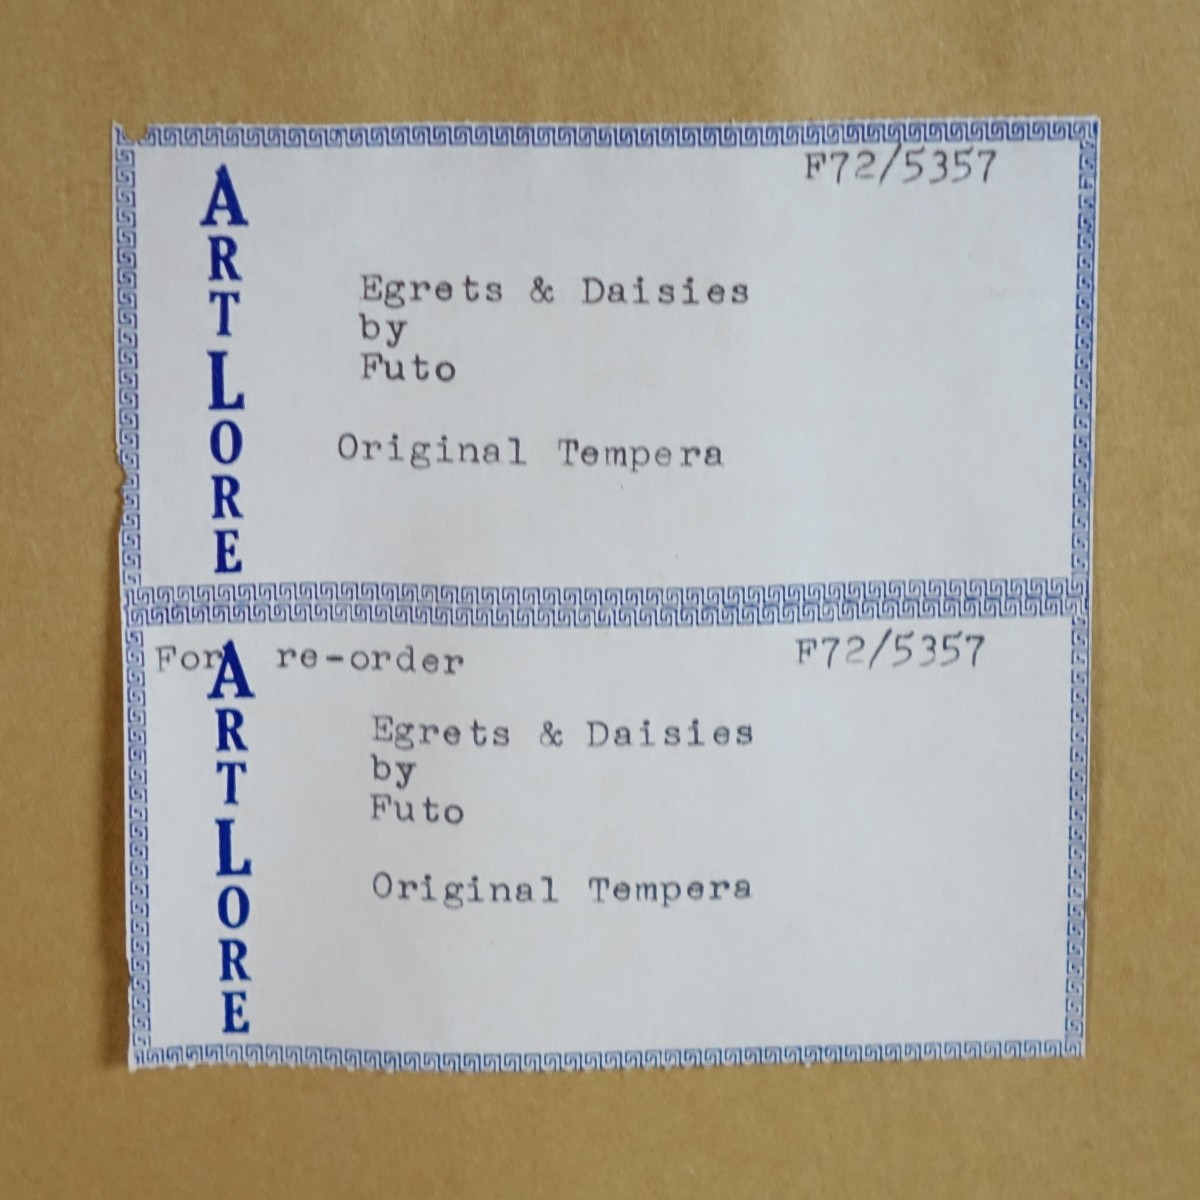 ARTLORE
F72/5357
Egrets & Daisies
by
Futo
Original Tempera
ARTLORE
For re-order F72/5357
Egrets & Daisies
by
Futo
Original Tempera